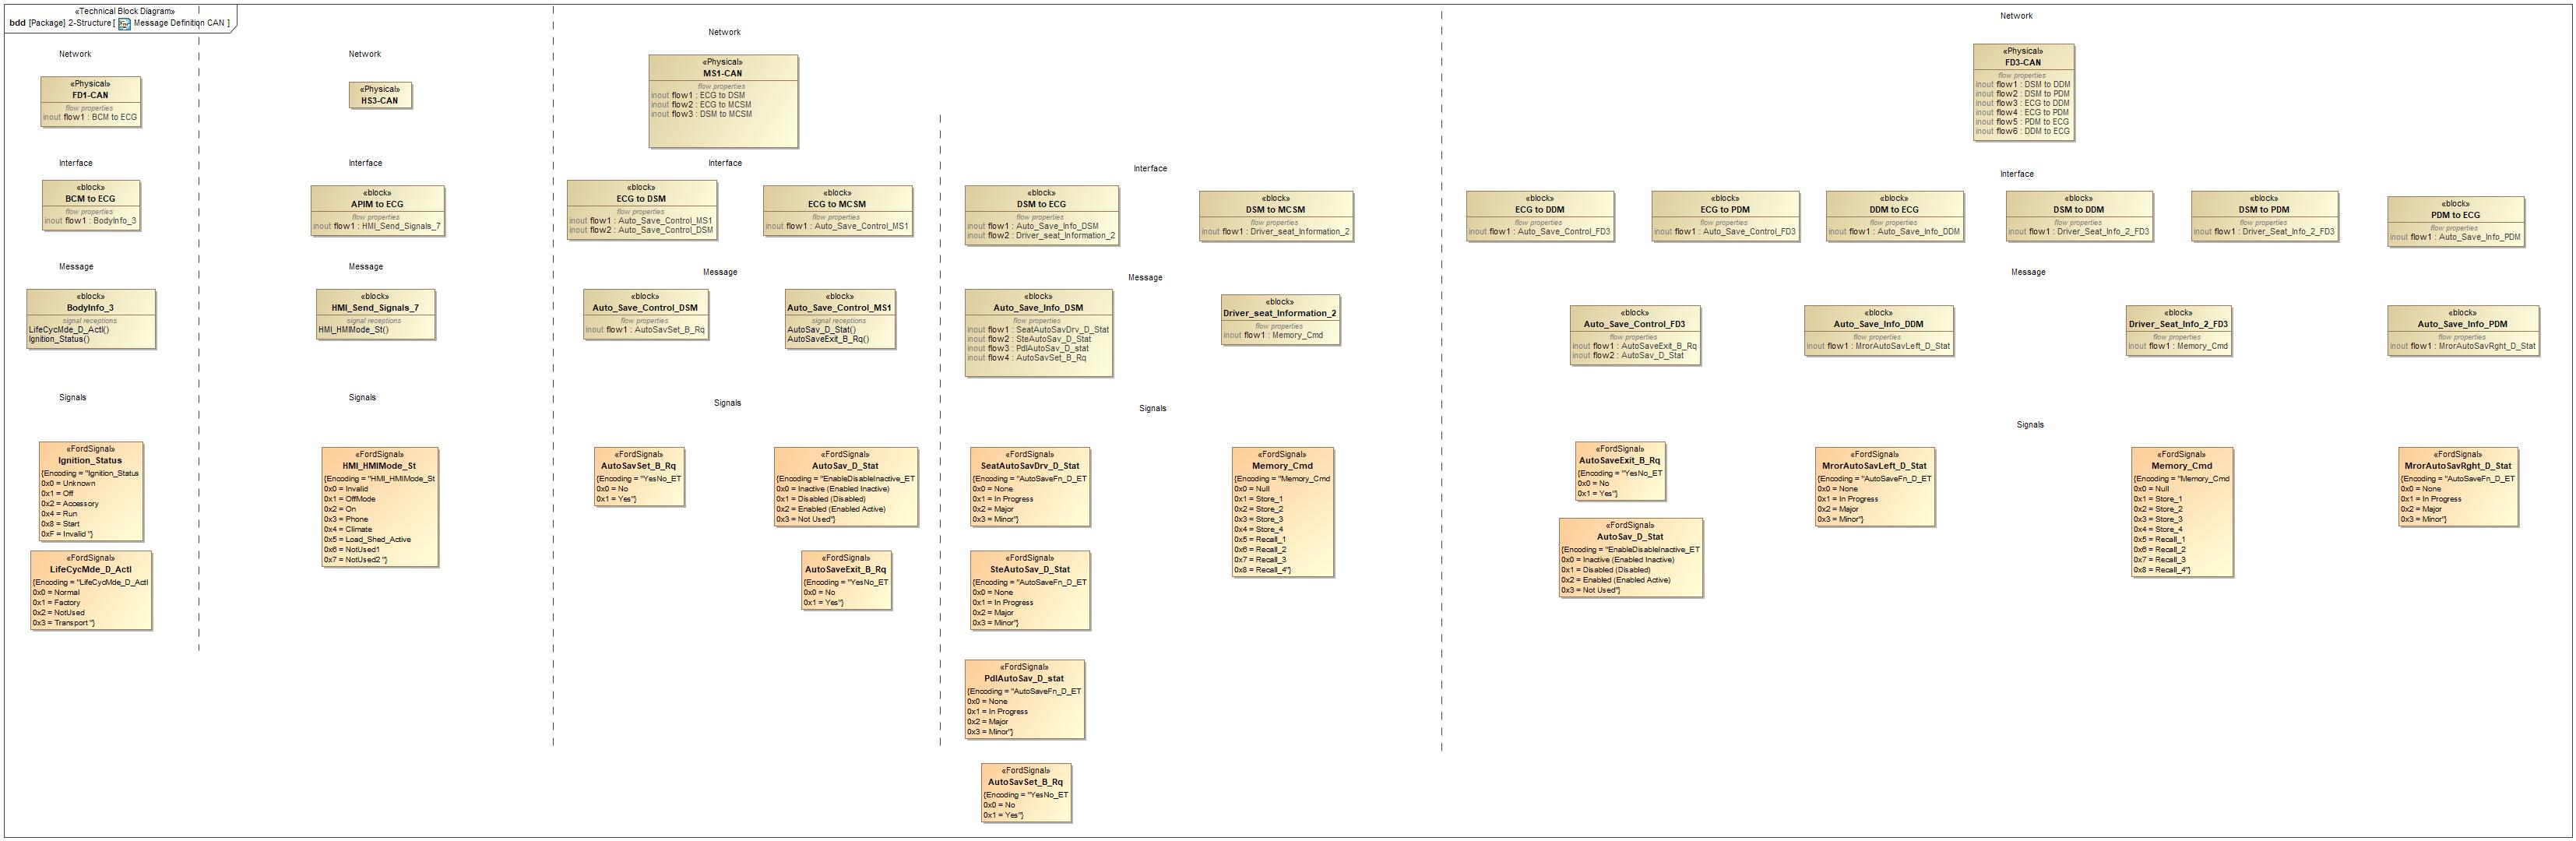 «Technical Block Diagram»
bdd [Package] 2-Structure [ Message Definition CAN ]
Network
«Physical»
FD1-CAN
flow properties
inout flow1 : BCM to ECG
Interface
«block»
BCM to ECG
flow properties
inout flow1 : BodyInfo_3
Message
«block»
BodyInfo_3
signal receptions
LifeCycMde_D_Actl()
Ignition_Status()
Signals
«FordSignal»
Ignition_Status
{Encoding = "Ignition_Status
0x0 = Unknown
0x1 = Off
0x2 = Accessory
0x4 = Run
0x8 = Start
0xF = Invalid "}
«FordSignal»
LifeCycMde_D_Actl
{Encoding = "LifeCycMde_D_Actl
0x0 = Normal
0x1 = Factory
0x2 = NotUsed
0x3 = Transport "}
Network
«Physical»
HS3-CAN
Interface
«block»
APIM to ECG
flow properties
inout flow1 : HMI_Send_Signals_7
Message
«block»
HMI_Send_Signals_7
signal receptions
HMI_HMIMode_St()
Signals
«FordSignal»
HMI_HMIMode_St
{Encoding = "HMI_HMIMode_St
0x0 = Invalid
0x1 = OffMode
0x2 = On
0x3 = Phone
0x4 = Climate
0x5 = Load_Shed_Active
0x6 = NotUsed1
0x7 = NotUsed2 "}
Network
«Physical»
MS1-CAN
flow properties
inout flow1 : ECG to DSM
inout flow2 : ECG to MCSM
inout flow3 : DSM to MCSM
Interface
«block»
ECG to DSM
flow properties
inout flow1 : Auto_Save_Control_MS1
inout flow2 : Auto_Save_Control_DSM
«block»
ECG to MCSM
flow properties
inout flow1 : Auto_Save_Control_MS1
Message
«block»
Auto_Save_Control_DSM
flow properties
inout flow1 : AutoSavSet_B_Rq
«block»
Auto_Save_Control_MS1
signal receptions
AutoSav_D_Stat()
AutoSaveExit_B_Rq()
Signals
«FordSignal»
AutoSavSet_B_Rq
{Encoding = "YesNo_ET
0x0 = No
0x1 = Yes"}
«FordSignal»
AutoSav_D_Stat
{Encoding = "EnableDisableInactive_ET
0x0 = Inactive (Enabled Inactive)
0x1 = Disabled (Disabled)
0x2 = Enabled (Enabled Active)
0x3 = Not Used"}
«FordSignal»
AutoSaveExit_B_Rq
{Encoding = "YesNo_ET
0x0 = No
0x1 = Yes"}
Interface
«block»
DSM to ECG
flow properties
inout flow1 : Auto_Save_Info_DSM
inout flow2 : Driver_seat_Information_2
«block»
DSM to MCSM
flow properties
inout flow1 : Driver_seat_Information_2
Message
«block»
Auto_Save_Info_DSM
flow properties
inout flow1 : SeatAutoSavDrv_D_Stat
inout flow2 : SteAutoSav_D_Stat
inout flow3 : PdlAutoSav_D_stat
inout flow4 : AutoSavSet_B_Rq
«block»
Driver_seat_Information_2
flow properties
inout flow1 : Memory_Cmd
Signals
«FordSignal»
SeatAutoSavDrv_D_Stat
{Encoding = "AutoSaveFn_D_ET
0x0 = None
0x1 = In Progress
0x2 = Major
0x3 = Minor"}
«FordSignal»
Memory_Cmd
{Encoding = "Memory_Cmd
0x0 = Null
0x1 = Store_1
0x2 = Store_2
0x3 = Store_3
0x4 = Store_4
0x5 = Recall_1
0x6 = Recall_2
0x7 = Recall_3
0x8 = Recall_4"}
«FordSignal»
SteAutoSav_D_Stat
{Encoding = "AutoSaveFn_D_ET
0x0 = None
0x1 = In Progress
0x2 = Major
0x3 = Minor"}
«FordSignal»
PdlAutoSav_D_stat
{Encoding = "AutoSaveFn_D_ET
0x0 = None
0x1 = In Progress
0x2 = Major
0x3 = Minor"}
«FordSignal»
AutoSavSet_B_Rq
{Encoding = "YesNo_ET
0x0 = No
0x1 = Yes"}
Network
«Physical»
FD3-CAN
flow properties
inout flow1 : DSM to DDM
inout flow2 : DSM to PDM
inout flow3 : ECG to DDM
inout flow4 : ECG to PDM
inout flow5 : PDM to ECG
inout flow6 : DDM to ECG
Interface
«block»
ECG to DDM
flow properties
inout flow1 : Auto_Save_Control_FD3
«block»
ECG to PDM
flow properties
inout flow1 : Auto_Save_Control_FD3
«block»
DDM to ECG
flow properties
inout flow1 : Auto_Save_Info_DDM
«block»
DSM to DDM
flow properties
inout flow1 : Driver_Seat_Info_2_FD3
«block»
DSM to PDM
flow properties
inout flow1 : Driver_Seat_Info_2_FD3
«block»
PDM to ECG
flow properties
inout flow1 : Auto_Save_Info_PDM
Message
«block»
Auto_Save_Control_FD3
flow properties
inout flow1 : AutoSaveExit_B_Rq
inout flow2 : AutoSav_D_Stat
«block»
Auto_Save_Info_DDM
flow properties
inout flow1 : MrorAutoSavLeft_D_Stat
«block»
Driver_Seat_Info_2_FD3
flow properties
inout flow1 : Memory_Cmd
«block»
Auto_Save_Info_PDM
flow properties
inout flow1 : MrorAutoSavRght_D_Stat
Signals
«FordSignal»
AutoSaveExit_B_Rq
{Encoding = "YesNo_ET
0x0 = No
0x1 = Yes"}
«FordSignal»
AutoSav_D_Stat
{Encoding = "EnableDisableInactive_ET
0x0 = Inactive (Enabled Inactive)
0x1 = Disabled (Disabled)
0x2 = Enabled (Enabled Active)
0x3 = Not Used"}
«FordSignal»
MrorAutoSavLeft_D_Stat
{Encoding = "AutoSaveFn_D_ET
0x0 = None
0x1 = In Progress
0x2 = Major
0x3 = Minor"}
«FordSignal»
Memory_Cmd
{Encoding = "Memory_Cmd
0x0 = Null
0x1 = Store_1
0x2 = Store_2
0x3 = Store_3
0x4 = Store_4
0x5 = Recall_1
0x6 = Recall_2
0x7 = Recall_3
0x8 = Recall_4"}
«FordSignal»
MrorAutoSavRght_D_Stat
{Encoding = "AutoSaveFn_D_ET
0x0 = None
0x1 = In Progress
0x2 = Major
0x3 = Minor"}